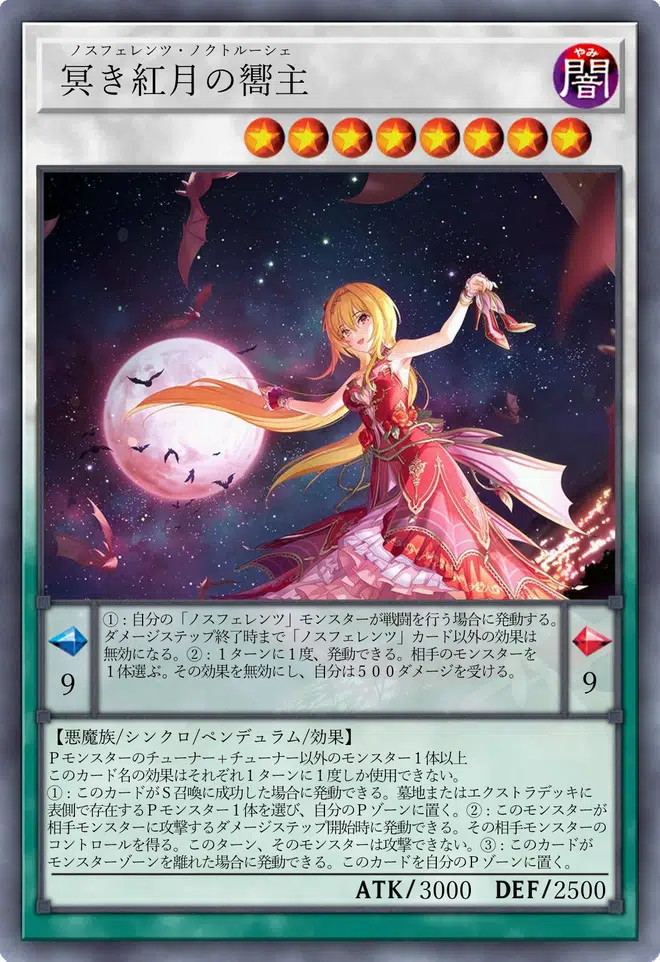 ノスフェレンツ・ノクトルーシェ
冥き紅月の嚮主
やみ
闇
①：自分の「ノスフェレンツ」モンスターが戦闘を行う場合に発動する。
ダメージステップ終了時まで「ノスフェレンツ」カード以外の効果は
無効になる。②：１ターンに１度、発動できる。相手のモンスターを
１体選ぶ。その効果を無効にし、自分は５００ダメージを受ける。
9
9
【悪魔族/シンクロ/ペンデュラム/効果】
Ｐモンスターのチューナー＋チューナー以外のモンスター１体以上
このカード名の効果はそれぞれ１ターンに１度しか使用できない。
①：このカードがＳ召喚に成功した場合に発動できる。墓地またはエクストラデッキに
表側で存在するＰモンスター１体を選び、自分のＰゾーンに置く。②：このモンスターが
相手モンスターに攻撃するダメージステップ開始時に発動できる。その相手モンスターの
コントロールを得る。このターン、そのモンスターは攻撃できない。③：このカードが
モンスターゾーンを離れた場合に発動できる。このカードを自分のＰゾーンに置く。
ATK/3000 DEF/2500